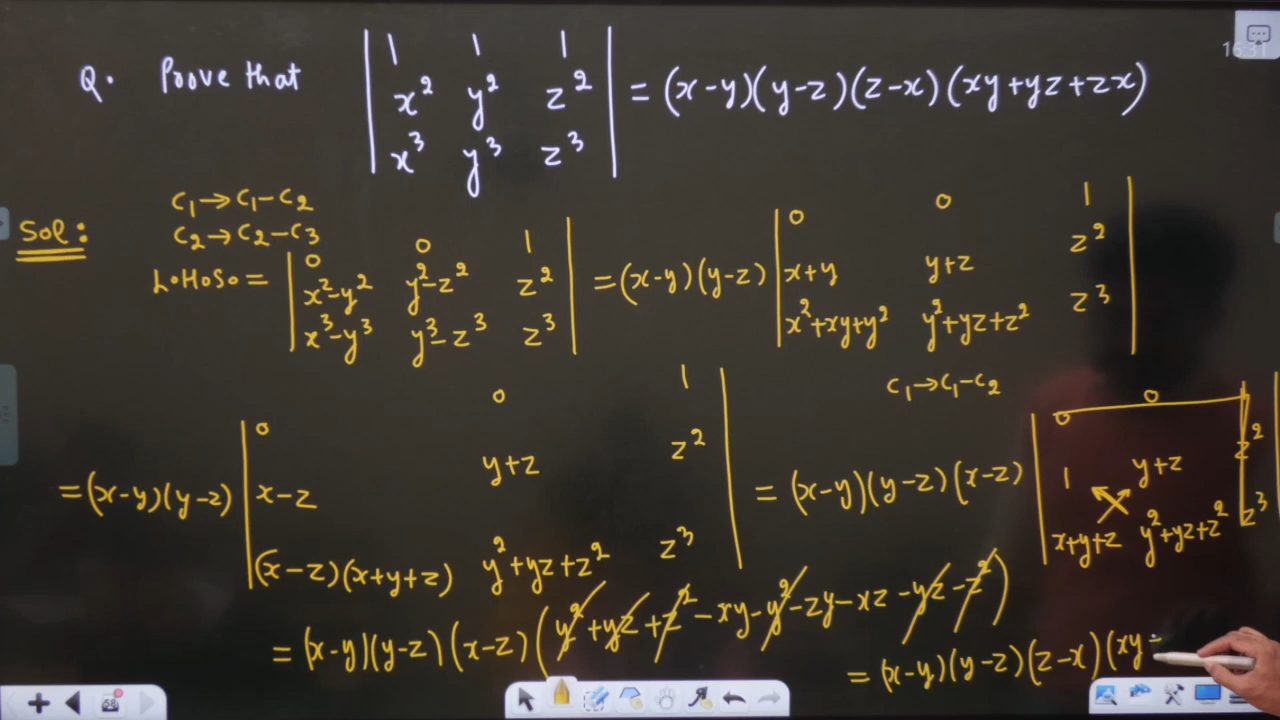 16:31
Q. Prove that | 1 1 1 |
| x² y² z² | = (x-y)(y-z)(z-x)(xy+yz+zx)
| x³ y³ z³ |
Sol:
C₁→C₁-C₂
C₂→C₂-C₃
L.H.S. = | 0 0 1 | = (x-y)(y-z) | 0 0 1 |
| x²-y² y²-z² z² | | x+y y+z z² |
| x³-y³ y³-z³ z³ | | x²+xy+y² y²+yz+z² z³ |
C₁→C₁-C₂
= (x-y)(y-z) | 0 0 1 | = (x-y)(y-z)(x-z) | 0 0 |
| x-z y+z z² | | 1 y+z z² |
| (x-z)(x+y+z) y²+yz+z² z³ | | x+y+z y²+yz+z² z³ |
= (x-y)(y-z)(x-z)(y²+yz+z²-xy-y²-zy-xz-yz-z²)
= (x-y)(y-z)(z-x)(xy
58